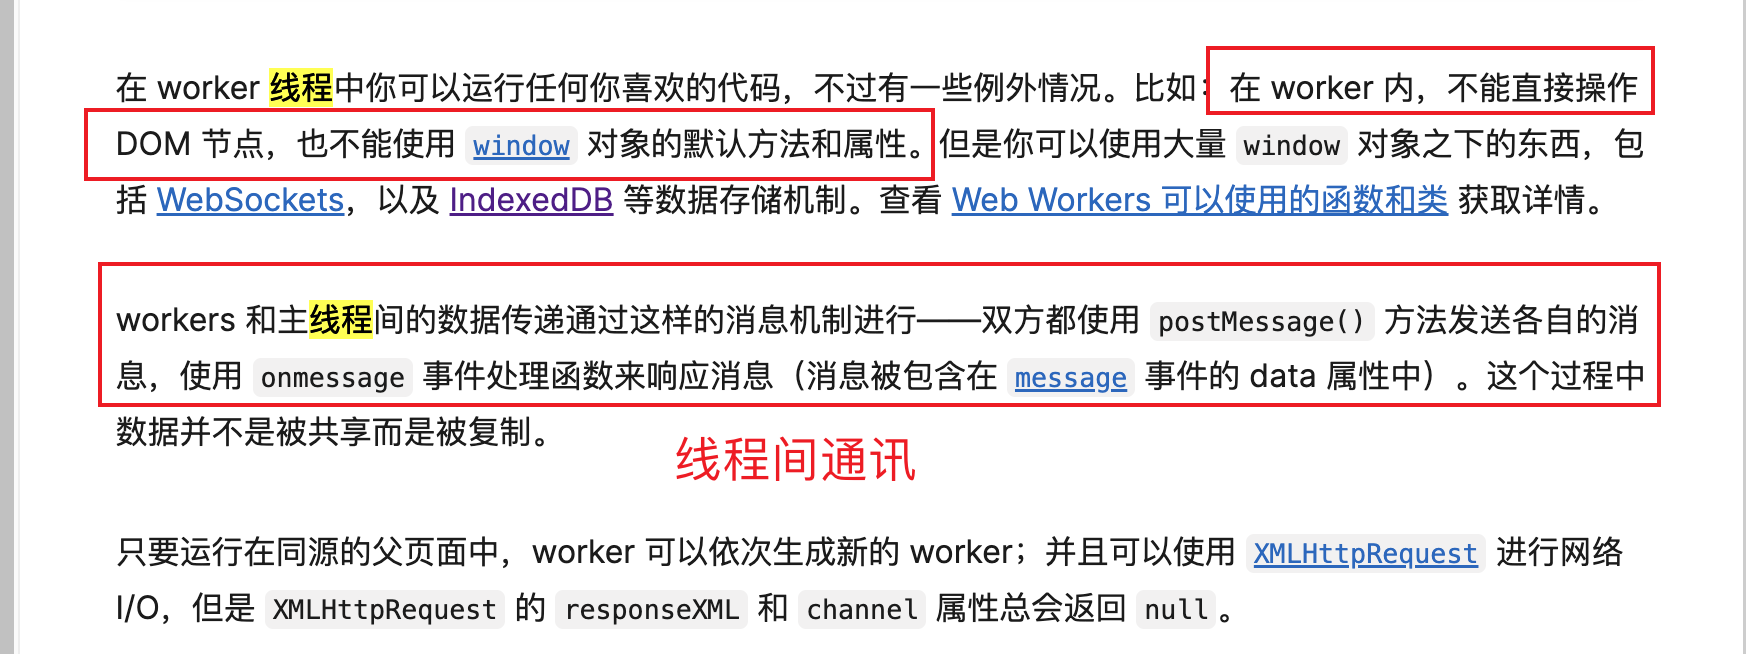 在 worker 线程中你可以运行任何你喜欢的代码，不过有一些例外情况。比如：在 worker 内，不能直接操作
DOM 节点，也不能使用 window 对象的默认方法和属性。但是你可以使用大量 window 对象之下的东西，包
括 WebSockets，以及 IndexedDB 等数据存储机制。查看 Web Workers 可以使用的函数和类 获取详情。
workers 和主线程间的数据传递通过这样的消息机制进行——双方都使用 postMessage() 方法发送各自的消
息，使用 onmessage 事件处理函数来响应消息（消息被包含在 message 事件的 data 属性中）。这个过程中
数据并不是被共享而是被复制。
线程间通讯
只要运行在同源的父页面中，worker 可以依次生成新的 worker；并且可以使用 XMLHttpRequest 进行网络
I/O，但是 XMLHttpRequest 的 responseXML 和 channel 属性总会返回 null。